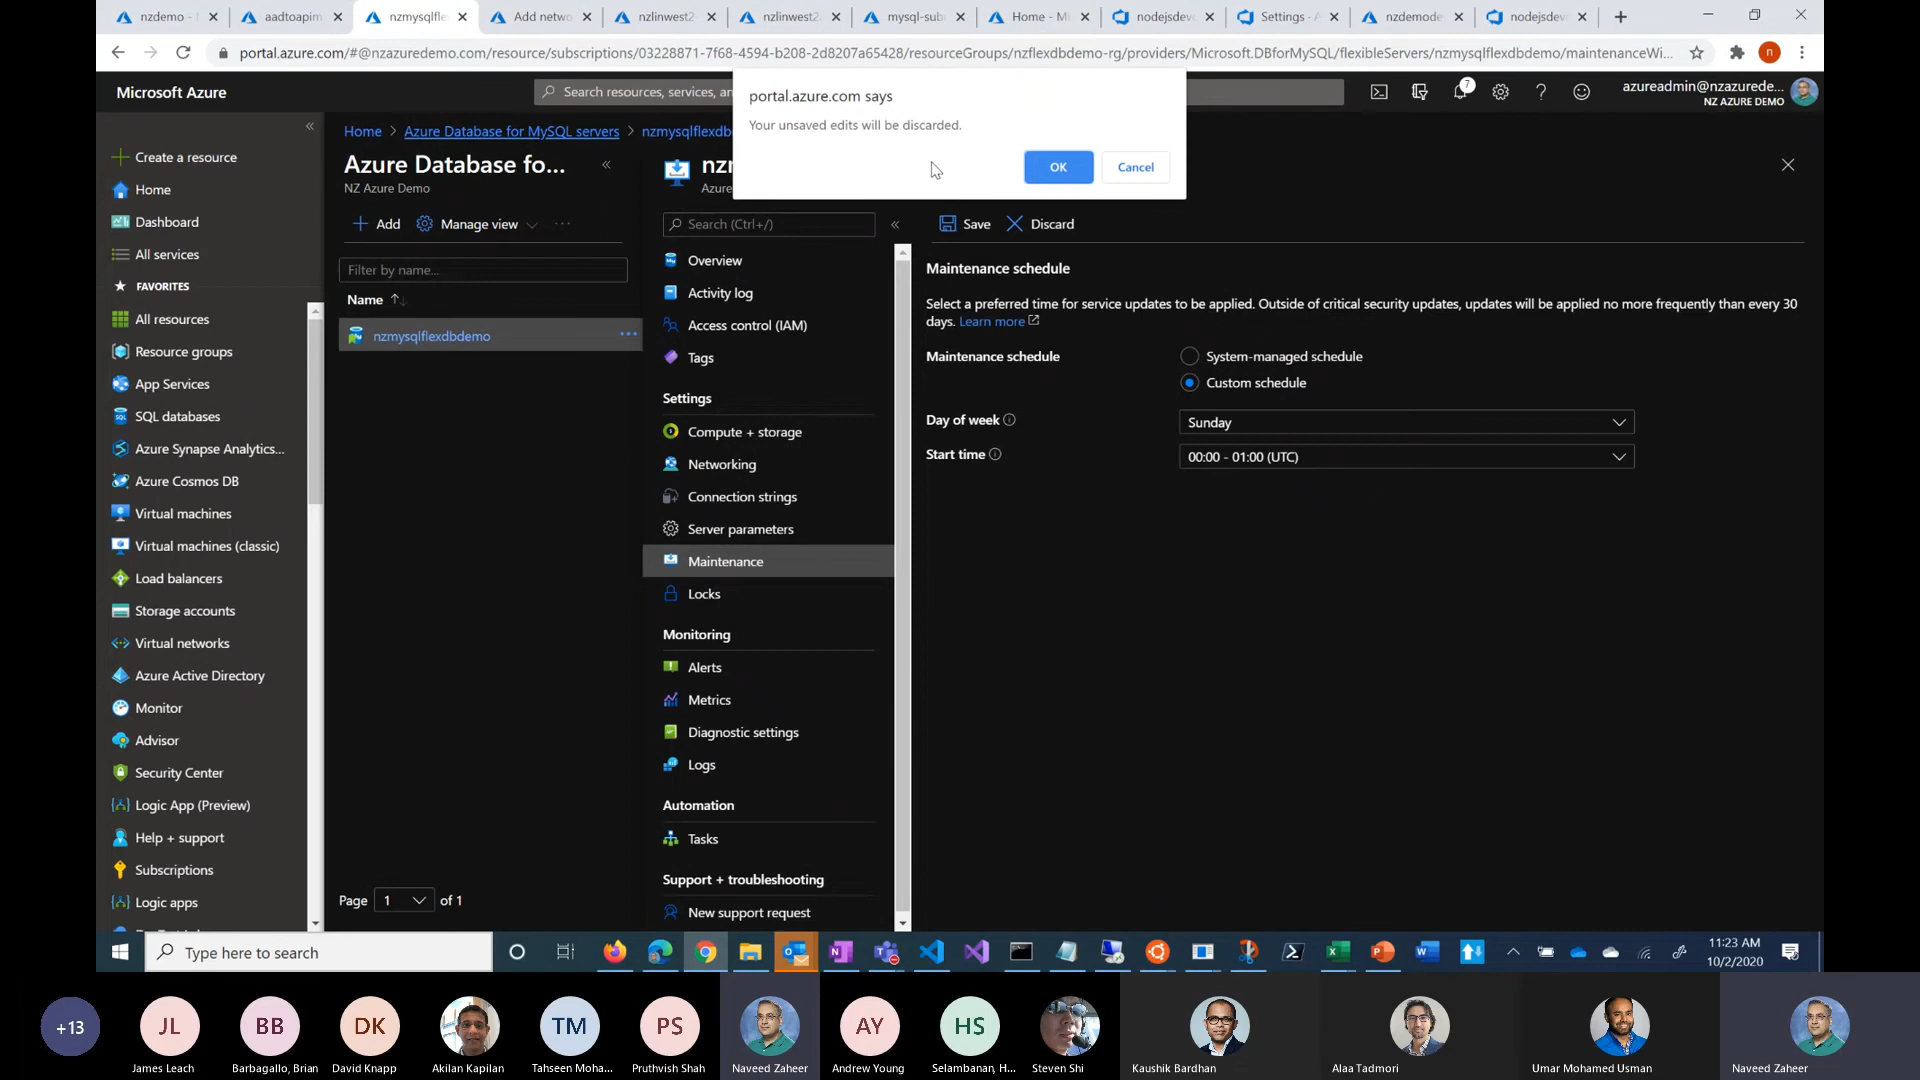 nzdemo -
aadtoapim
nzmysqlfle
Add netwo
nzlinwest2
nzlinwest2
mysql-sub
Home - Mi
nodejsdev
Settings - A
nzdemode
nodejsdev
portal.azure.com/#@nzazuredemo.com/resource/subscriptions/03228871-7f68-4594-b208-2d8207a65428/resourceGroups/nzflexdbdemo-rg/providers/Microsoft.DBforMySQL/flexibleServers/nzmysqlflexdbdemo/maintenanceWi...
n
Microsoft Azure
Search resources, services, an
7
azureadmin@nzazurede...
NZ AZURE DEMO
portal.azure.com says
Your unsaved edits will be discarded.
OK
Cancel
«
Create a resource
Home
Dashboard
All services
FAVORITES
All resources
Resource groups
App Services
SQL databases
Azure Synapse Analytics...
Azure Cosmos DB
Virtual machines
Virtual machines (classic)
Load balancers
Storage accounts
Virtual networks
Azure Active Directory
Monitor
Advisor
Security Center
Logic App (Preview)
Help + support
Subscriptions
Logic apps
Home > Azure Database for MySQL servers > nzmysqlflexdb
Azure Database fo... «
NZ Azure Demo
Add
Manage view
...
Filter by name...
Name
nzmysqlflexdbdemo
...
Page 1 of 1
nzr
Azure
Search (Ctrl+/)
«
Overview
Activity log
Access control (IAM)
Tags
Settings
Compute + storage
Networking
Connection strings
Server parameters
Maintenance
Locks
Monitoring
Alerts
Metrics
Diagnostic settings
Logs
Automation
Tasks
Support + troubleshooting
New support request
Save
Discard
Maintenance schedule
Select a preferred time for service updates to be applied. Outside of critical security updates, updates will be applied no more frequently than every 30
days. Learn more
Maintenance schedule
System-managed schedule
Custom schedule
Day of week
Sunday
Start time
00:00 - 01:00 (UTC)
Type here to search
11:23 AM
10/2/2020
+13
JL
BB
DK
TM
PS
AY
HS
James Leach
Barbagallo, Brian
David Knapp
Akilan Kapilan
Tahseen Moha...
Pruthvish Shah
Naveed Zaheer
Andrew Young
Selambanan, H...
Steven Shi
Kaushik Bardhan
Alaa Tadmori
Umar Mohamed Usman
Naveed Zaheer